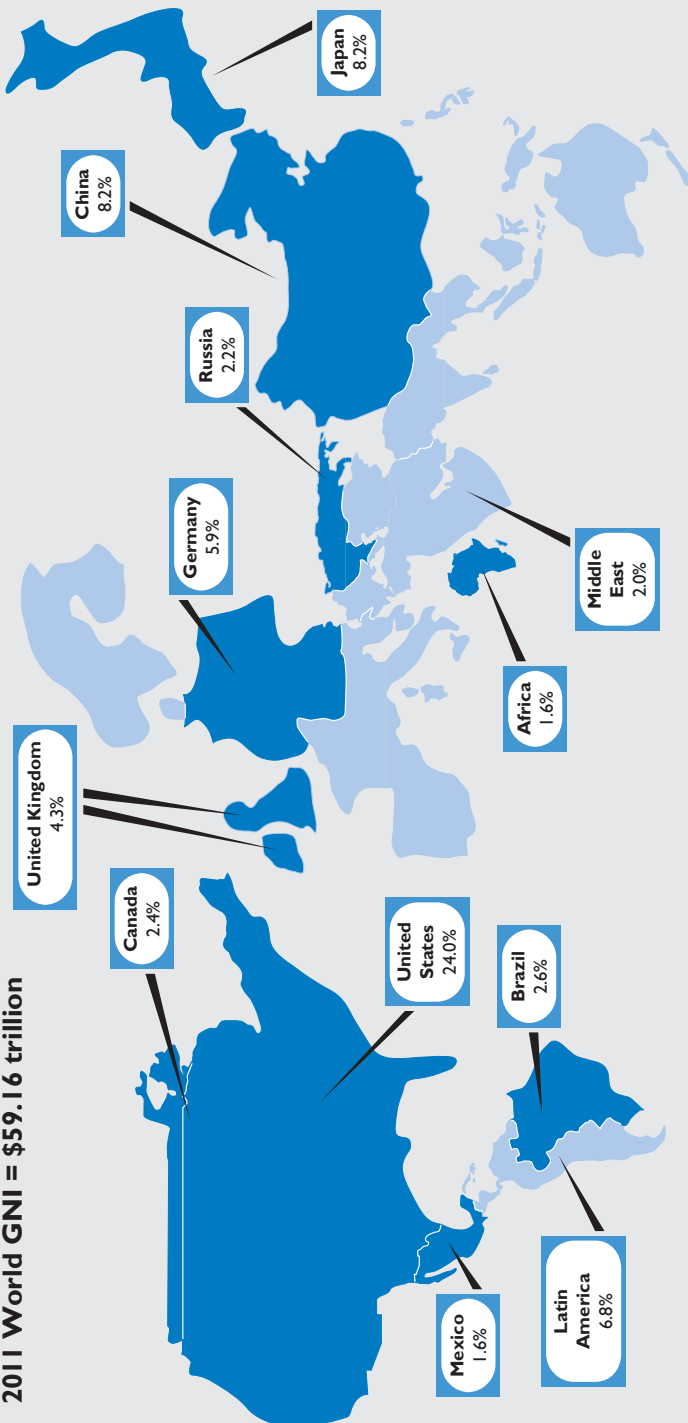 2011 World GNI = $59.16 trillion
United Kingdom
4.3%
Canada
2.4%
United
States
24.0%
Mexico
1.6%
Latin
America
6.8%
Brazil
2.6%
Germany
5.9%
Russia
2.2%
China
8.2%
Japan
8.2%
Africa
1.6%
Middle
East
2.0%